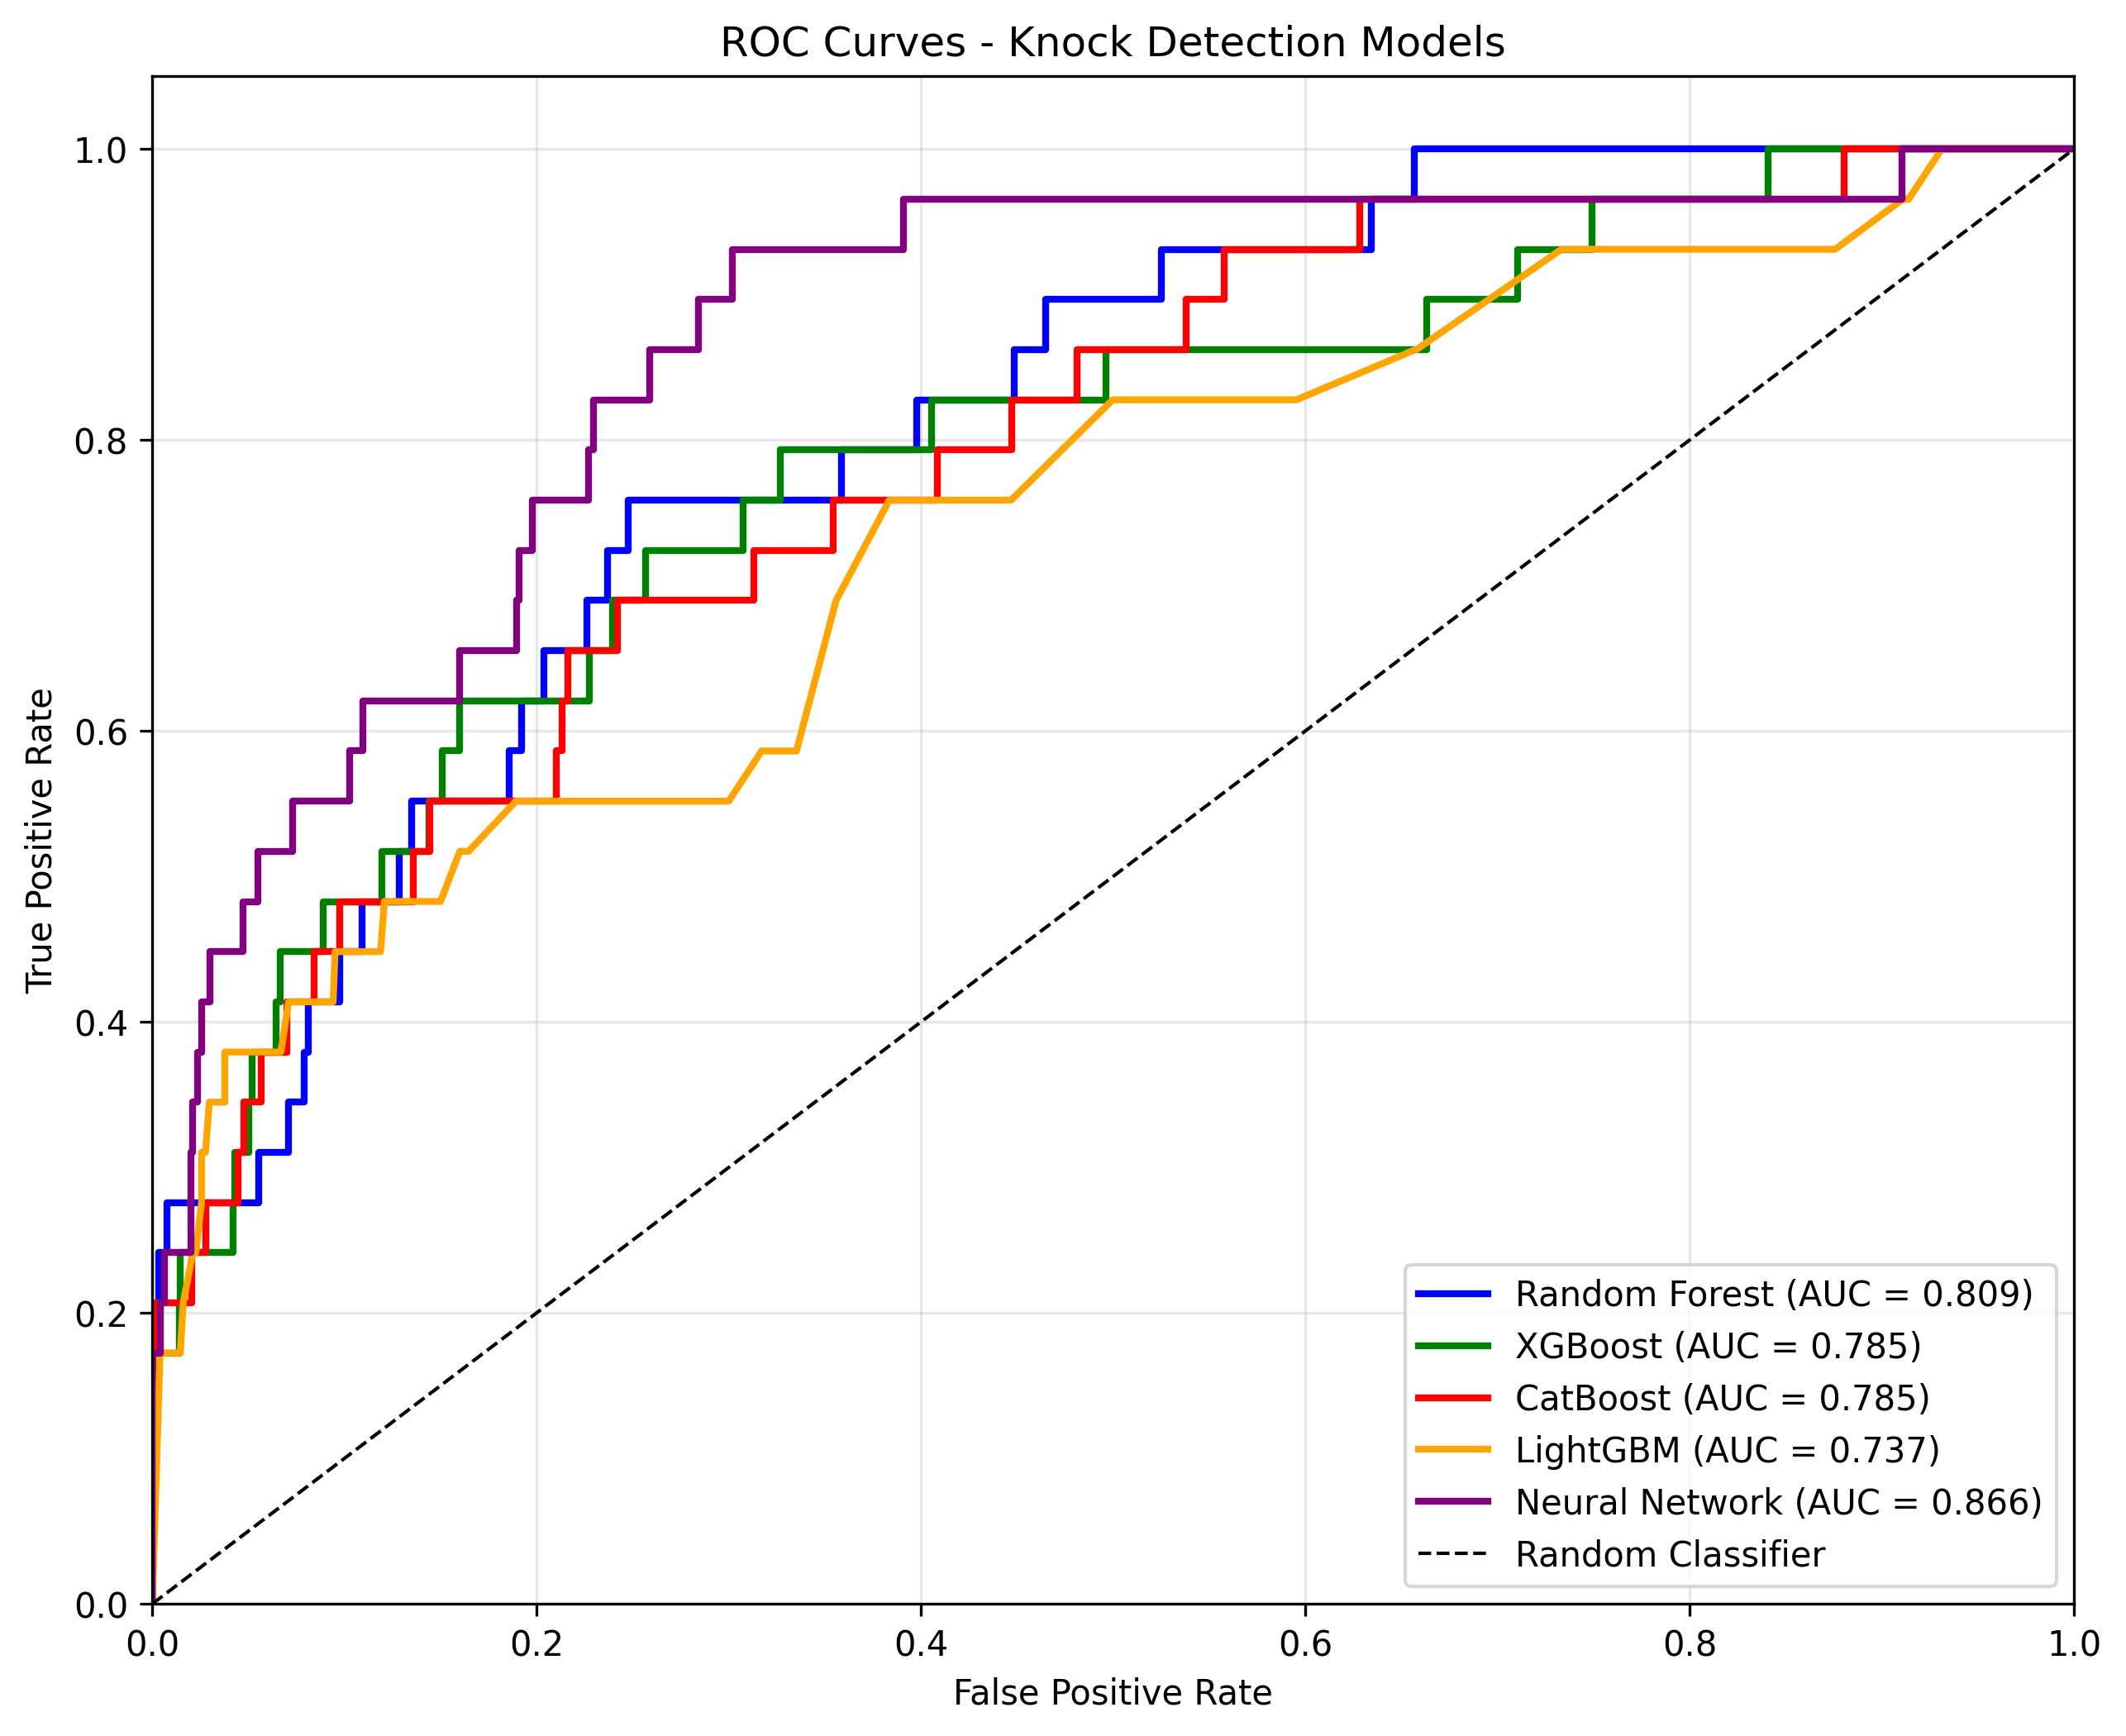 ROC Curves - Knock Detection Models
1.0
0.8
0.6
0.4
0.2
0.0
True Positive Rate
0.0 0.2 0.4 0.6 0.8 1.0
False Positive Rate
Random Forest (AUC = 0.809)
XGBoost (AUC = 0.785)
CatBoost (AUC = 0.785)
LightGBM (AUC = 0.737)
Neural Network (AUC = 0.866)
Random Classifier